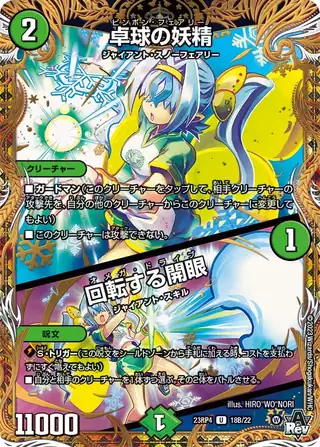 ピンポン・フェアリー
2
卓球の妖精
ジャイアント・スノーフェアリー
クリーチャー
■ガードマン(このクリーチャーをタップして、相手クリーチャーの
攻撃先を、自分の他のクリーチャーからこのクリーチャーに変更して
もよい)
■このクリーチャーは攻撃できない。
オメガドライブ
1
回転する開眼
ジャイアント・スキル
呪文
■S・トリガー(この呪文をシールドゾーンから手札に加える時、コストを支払わ
ずにすぐ唱えてもよい)
■自分と相手のクリーチャーを1体ずつ選ぶ。その2体をバトルさせる。
illus. HIRO'WO'NORI
11000
1
23RP4 U 18B/22
Rev